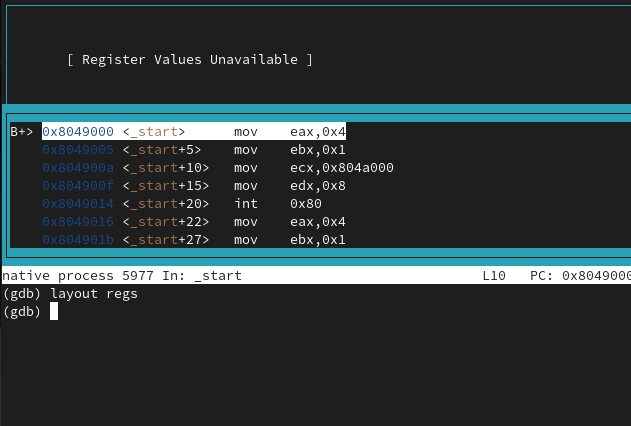 [ Register Values Unavailable ]
B+> 0x8049000 <_start> mov eax,0x4
0x8049005 <_start+5> mov ebx,0x1
0x804900a <_start+10> mov ecx,0x804a000
0x804900f <_start+15> mov edx,0x8
0x8049014 <_start+20> int 0x80
0x8049016 <_start+22> mov eax,0x4
0x804901b <_start+27> mov ebx,0x1
native process 5977 In: _start L10 PC: 0x8049000
(gdb) layout regs
(gdb)